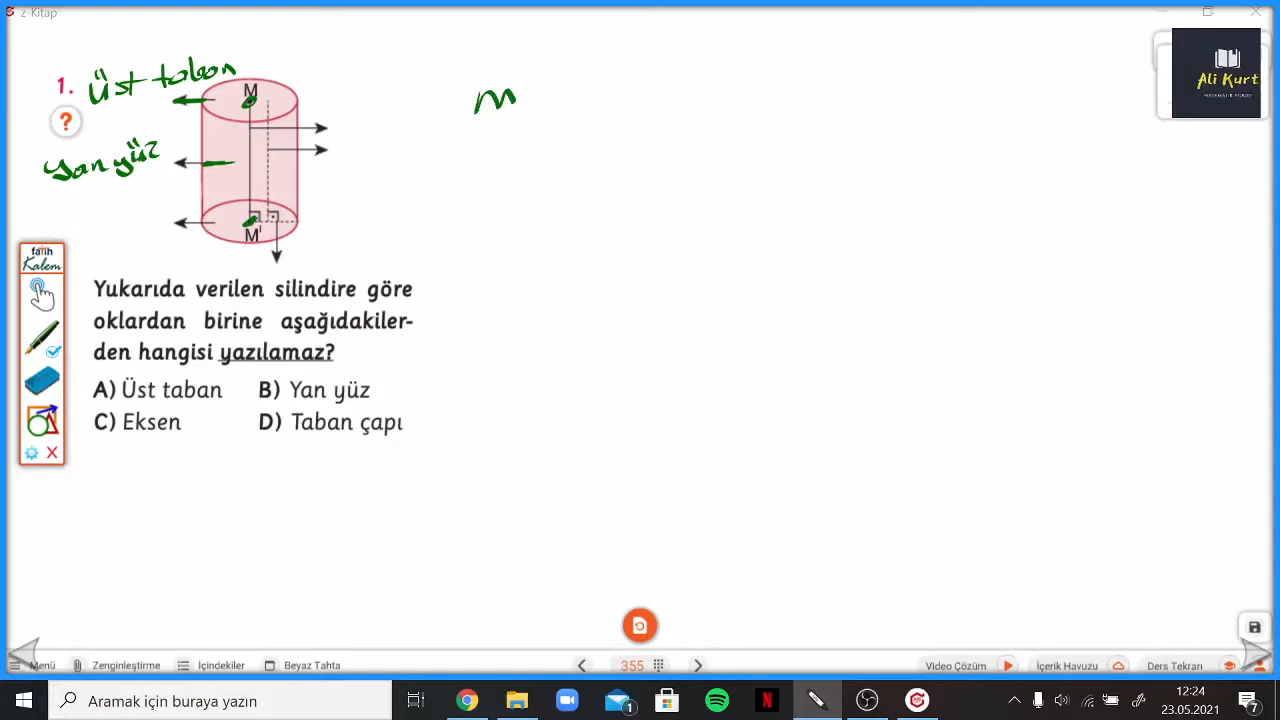 z-Kitap
Ali Kurt
1. Üst taban
M
m
?
Yan yüz
M'
fatih
Kalem
Yukarıda verilen silindire göre
oklardan birine aşağıdakiler-
den hangisi yazılamaz?
A) Üst taban B) Yan yüz
C) Eksen D) Taban çapı
Menü Zenginleştirme İçindekiler Beyaz Tahta 355 Video Çözüm İçerik Havuzu Ders Tekrarı
Aramak için buraya yazın
1
N
12:24
23.05.2021
7